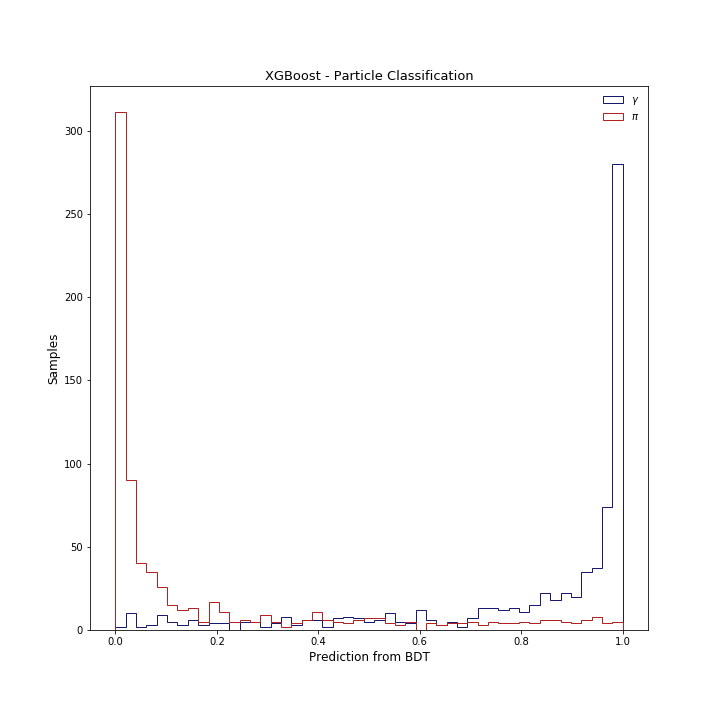 XGBoost - Particle Classification
γ
π
300
250
200
150
100
50
0
Samples
0.0 0.2 0.4 0.6 0.8 1.0
Prediction from BDT